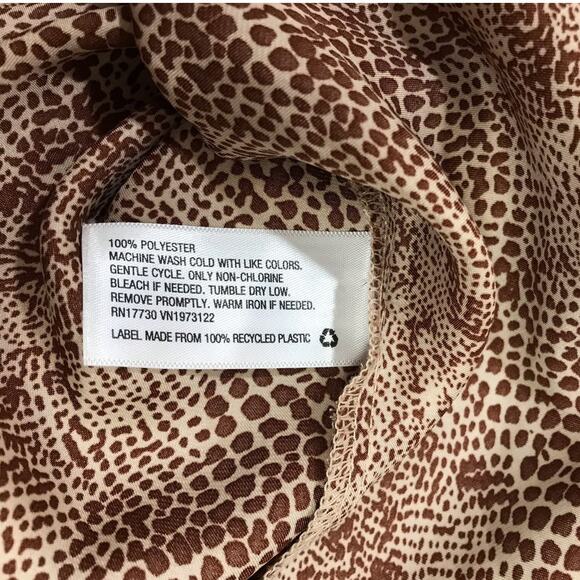 100% POLYESTER
MACHINE WASH COLD WITH LIKE COLORS.
GENTLE CYCLE. ONLY NON-CHLORINE
BLEACH IF NEEDED. TUMBLE DRY LOW.
REMOVE PROMPTLY. WARM IRON IF NEEDED.
RN17730 VN1973122
LABEL MADE FROM 100% RECYCLED PLASTIC